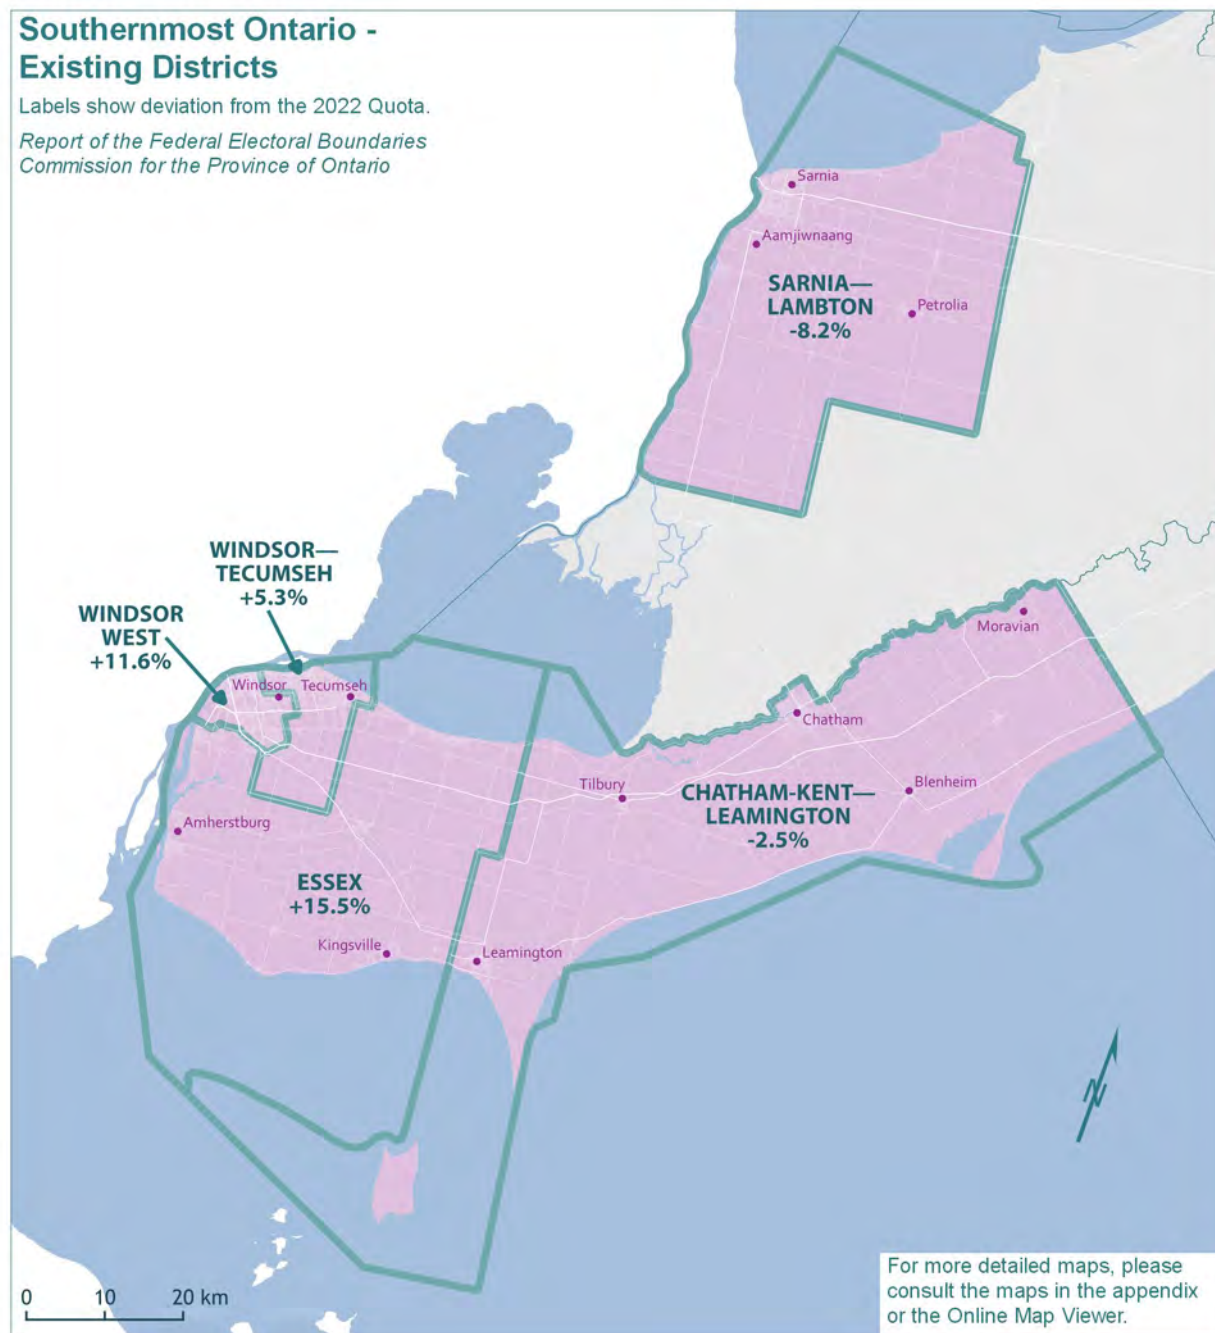 Southernmost Ontario -
Existing Districts
Labels show deviation from the 2022 Quota.
Report of the Federal Electoral Boundaries
Commission for the Province of Ontario
Sarnia
Aamjiwnaang
SARNIA—
LAMBTON
-8.2%
Petrolia
WINDSOR—
TECUMSEH
+5.3%
WINDSOR
WEST
+11.6%
Moravian
Windsor
Tecumseh
Chatham
Tilbury
Blenheim
CHATHAM-KENT—
LEAMINGTON
-2.5%
Amherstburg
ESSEX
+15.5%
Kingsville
Leamington
N
For more detailed maps, please
consult the maps in the appendix
or the Online Map Viewer.
0 10 20 km